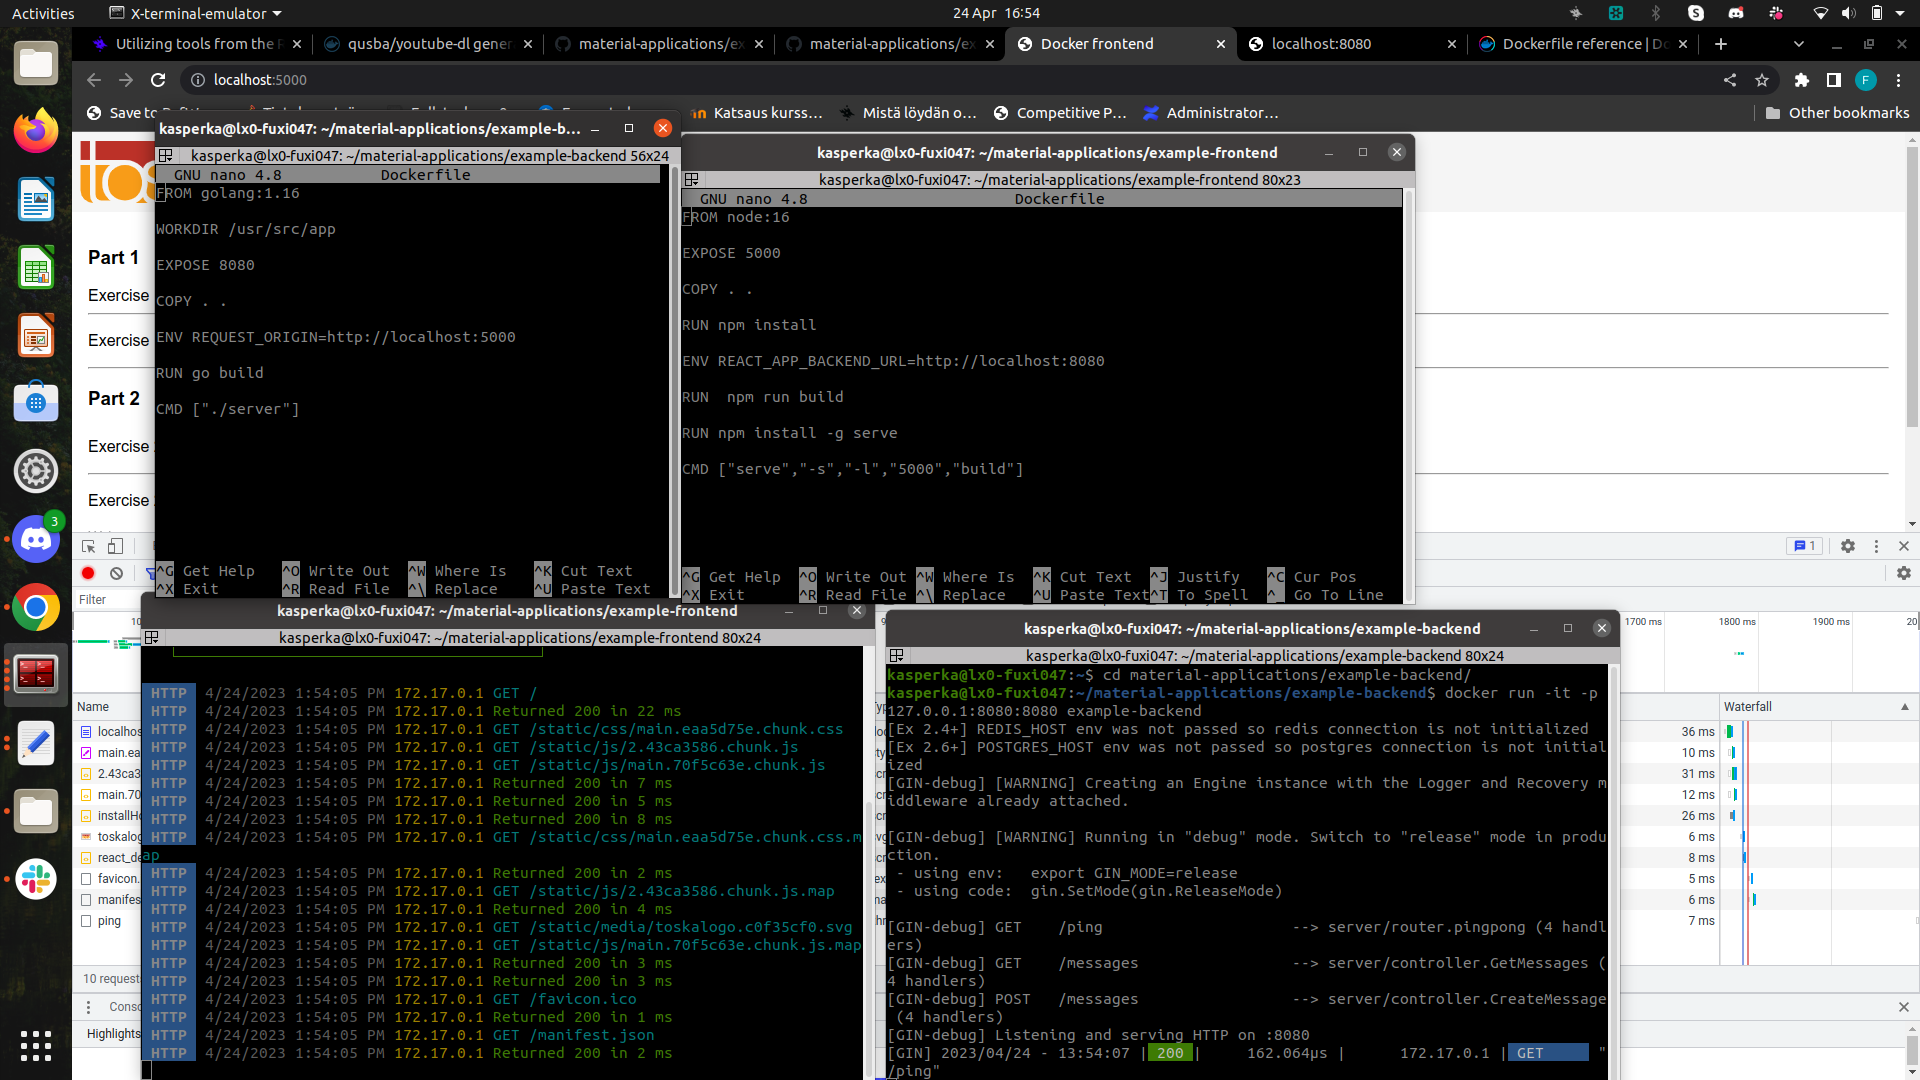 Activities
X-terminal-emulator
24 Apr 16:54
Utilizing tools from the
qusba/youtube-dl gener
material-applications/ex
material-applications/ex
Docker frontend
localhost:8080
Dockerfile reference | Do
localhost:5000
F
Save to
Katsaus kurss...
Mistä löydän o...
Competitive P...
Administrator...
Other bookmarks
Part 1
Exercise
Exercise
Part 2
Exercise
Exercise
kasperka@lx0-fuxi047: ~/material-applications/example-b...
kasperka@lx0-fuxi047: ~/material-applications/example-backend 56x24
GNU nano 4.8 Dockerfile
FROM golang:1.16
WORKDIR /usr/src/app
EXPOSE 8080
COPY . .
ENV REQUEST_ORIGIN=http://localhost:5000
RUN go build
CMD ["./server"]
^G Get Help ^O Write Out ^W Where Is ^K Cut Text
^X Exit ^R Read File ^\ Replace ^U Paste Text
kasperka@lx0-fuxi047: ~/material-applications/example-frontend
kasperka@lx0-fuxi047: ~/material-applications/example-frontend 80x23
GNU nano 4.8 Dockerfile
FROM node:16
EXPOSE 5000
COPY . .
RUN npm install
ENV REACT_APP_BACKEND_URL=http://localhost:8080
RUN  npm run build
RUN npm install -g serve
CMD ["serve","-s","-l","5000","build"]
^G Get Help ^O Write Out ^W Where Is ^K Cut Text ^J Justify ^C Cur Pos
^X Exit ^R Read File ^\ Replace ^U Paste Text ^T To Spell ^_ Go To Line
3
1
Filter
1700 ms 1800 ms 1900 ms 20
Name
Waterfall
localhos
main.ea
2.43ca3
main.70
installHo
toskalog
react_de
favicon.
manifes
ping
36 ms
10 ms
31 ms
12 ms
26 ms
6 ms
8 ms
5 ms
6 ms
7 ms
10 request
Conso
Highlights
kasperka@lx0-fuxi047: ~/material-applications/example-frontend
kasperka@lx0-fuxi047: ~/material-applications/example-frontend 80x24
HTTP 4/24/2023 1:54:05 PM 172.17.0.1 GET /
HTTP 4/24/2023 1:54:05 PM 172.17.0.1 Returned 200 in 22 ms
HTTP 4/24/2023 1:54:05 PM 172.17.0.1 GET /static/css/main.eaa5d75e.chunk.css
HTTP 4/24/2023 1:54:05 PM 172.17.0.1 GET /static/js/2.43ca3586.chunk.js
HTTP 4/24/2023 1:54:05 PM 172.17.0.1 GET /static/js/main.70f5c63e.chunk.js
HTTP 4/24/2023 1:54:05 PM 172.17.0.1 Returned 200 in 7 ms
HTTP 4/24/2023 1:54:05 PM 172.17.0.1 Returned 200 in 5 ms
HTTP 4/24/2023 1:54:05 PM 172.17.0.1 Returned 200 in 8 ms
HTTP 4/24/2023 1:54:05 PM 172.17.0.1 GET /static/css/main.eaa5d75e.chunk.css.m
ap
HTTP 4/24/2023 1:54:05 PM 172.17.0.1 Returned 200 in 2 ms
HTTP 4/24/2023 1:54:05 PM 172.17.0.1 GET /static/js/2.43ca3586.chunk.js.map
HTTP 4/24/2023 1:54:05 PM 172.17.0.1 Returned 200 in 4 ms
HTTP 4/24/2023 1:54:05 PM 172.17.0.1 GET /static/media/toskalogo.c0f35cf0.svg
HTTP 4/24/2023 1:54:05 PM 172.17.0.1 GET /static/js/main.70f5c63e.chunk.js.map
HTTP 4/24/2023 1:54:05 PM 172.17.0.1 Returned 200 in 3 ms
HTTP 4/24/2023 1:54:05 PM 172.17.0.1 Returned 200 in 3 ms
HTTP 4/24/2023 1:54:05 PM 172.17.0.1 GET /favicon.ico
HTTP 4/24/2023 1:54:05 PM 172.17.0.1 Returned 200 in 1 ms
HTTP 4/24/2023 1:54:05 PM 172.17.0.1 GET /manifest.json
HTTP 4/24/2023 1:54:05 PM 172.17.0.1 Returned 200 in 2 ms
kasperka@lx0-fuxi047: ~/material-applications/example-backend
kasperka@lx0-fuxi047: ~/material-applications/example-backend 80x24
kasperka@lx0-fuxi047:~$ cd material-applications/example-backend/
kasperka@lx0-fuxi047:~/material-applications/example-backend$ docker run -it -p
127.0.0.1:8080:8080 example-backend
[Ex 2.4+] REDIS_HOST env was not passed so redis connection is not initialized
[Ex 2.6+] POSTGRES_HOST env was not passed so postgres connection is not initial
ized
[GIN-debug] [WARNING] Creating an Engine instance with the Logger and Recovery m
iddleware already attached.
[GIN-debug] [WARNING] Running in "debug" mode. Switch to "release" mode in produ
ction.
- using env:   export GIN_MODE=release
- using code:  gin.SetMode(gin.ReleaseMode)
[GIN-debug] GET    /ping                     --> server/router.pingpong (4 handl
ers)
[GIN-debug] GET    /messages                 --> server/controller.GetMessages (
4 handlers)
[GIN-debug] POST   /messages                 --> server/controller.CreateMessage
(4 handlers)
[GIN-debug] Listening and serving HTTP on :8080
[GIN] 2023/04/24 - 13:54:07 | 200 |     162.064µs |      172.17.0.1 | GET      "
/ping"